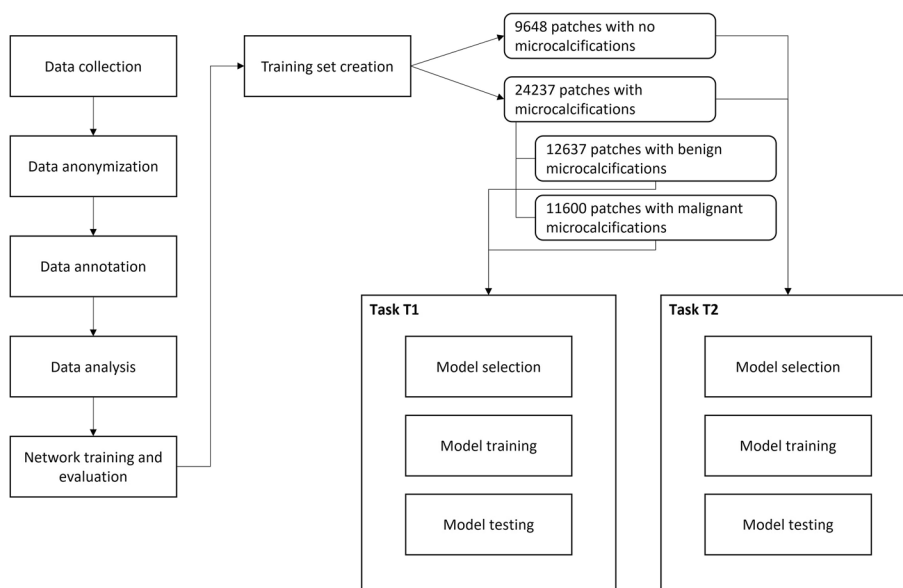 Data collection
Data anonymization
Data annotation
Data analysis
Network training and
evaluation
Training set creation
9648 patches with no
microcalcifications
24237 patches with
microcalcifications
12637 patches with benign
microcalcifications
11600 patches with malignant
microcalcifications
Task T1
Model selection
Model training
Model testing
Task T2
Model selection
Model training
Model testing